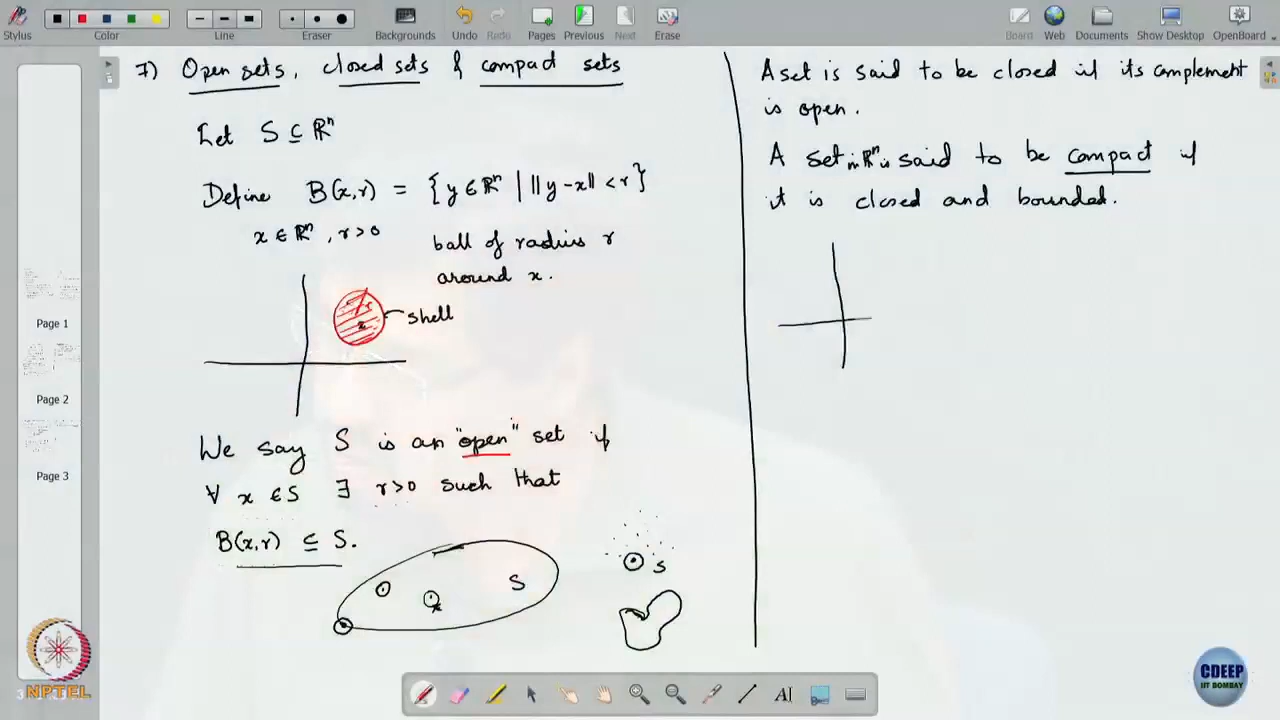 Stylus
Color
Line
Eraser
Backgrounds
Undo
Redo
Pages
Previous
Next
Erase
Board
Web
Documents
Show Desktop
OpenBoard
Page 1
Page 2
Page 3
7) Open sets, closed sets & compact sets
Let S ⊆ ℝⁿ
Define B(x,r) = {y ∈ ℝⁿ | ||y-x|| < r}
x ∈ ℝⁿ, r>0
ball of radius r
around x.
r
x
shell
We say S is an "open" set if
∀ x ∈ S ∃ r>0 such that
B(x,r) ⊆ S.
x
S
S
A set is said to be closed if its complement
is open.
A set in ℝⁿ is said to be compact if
it is closed and bounded.
NPTEL
CDEEP
IIT BOMBAY